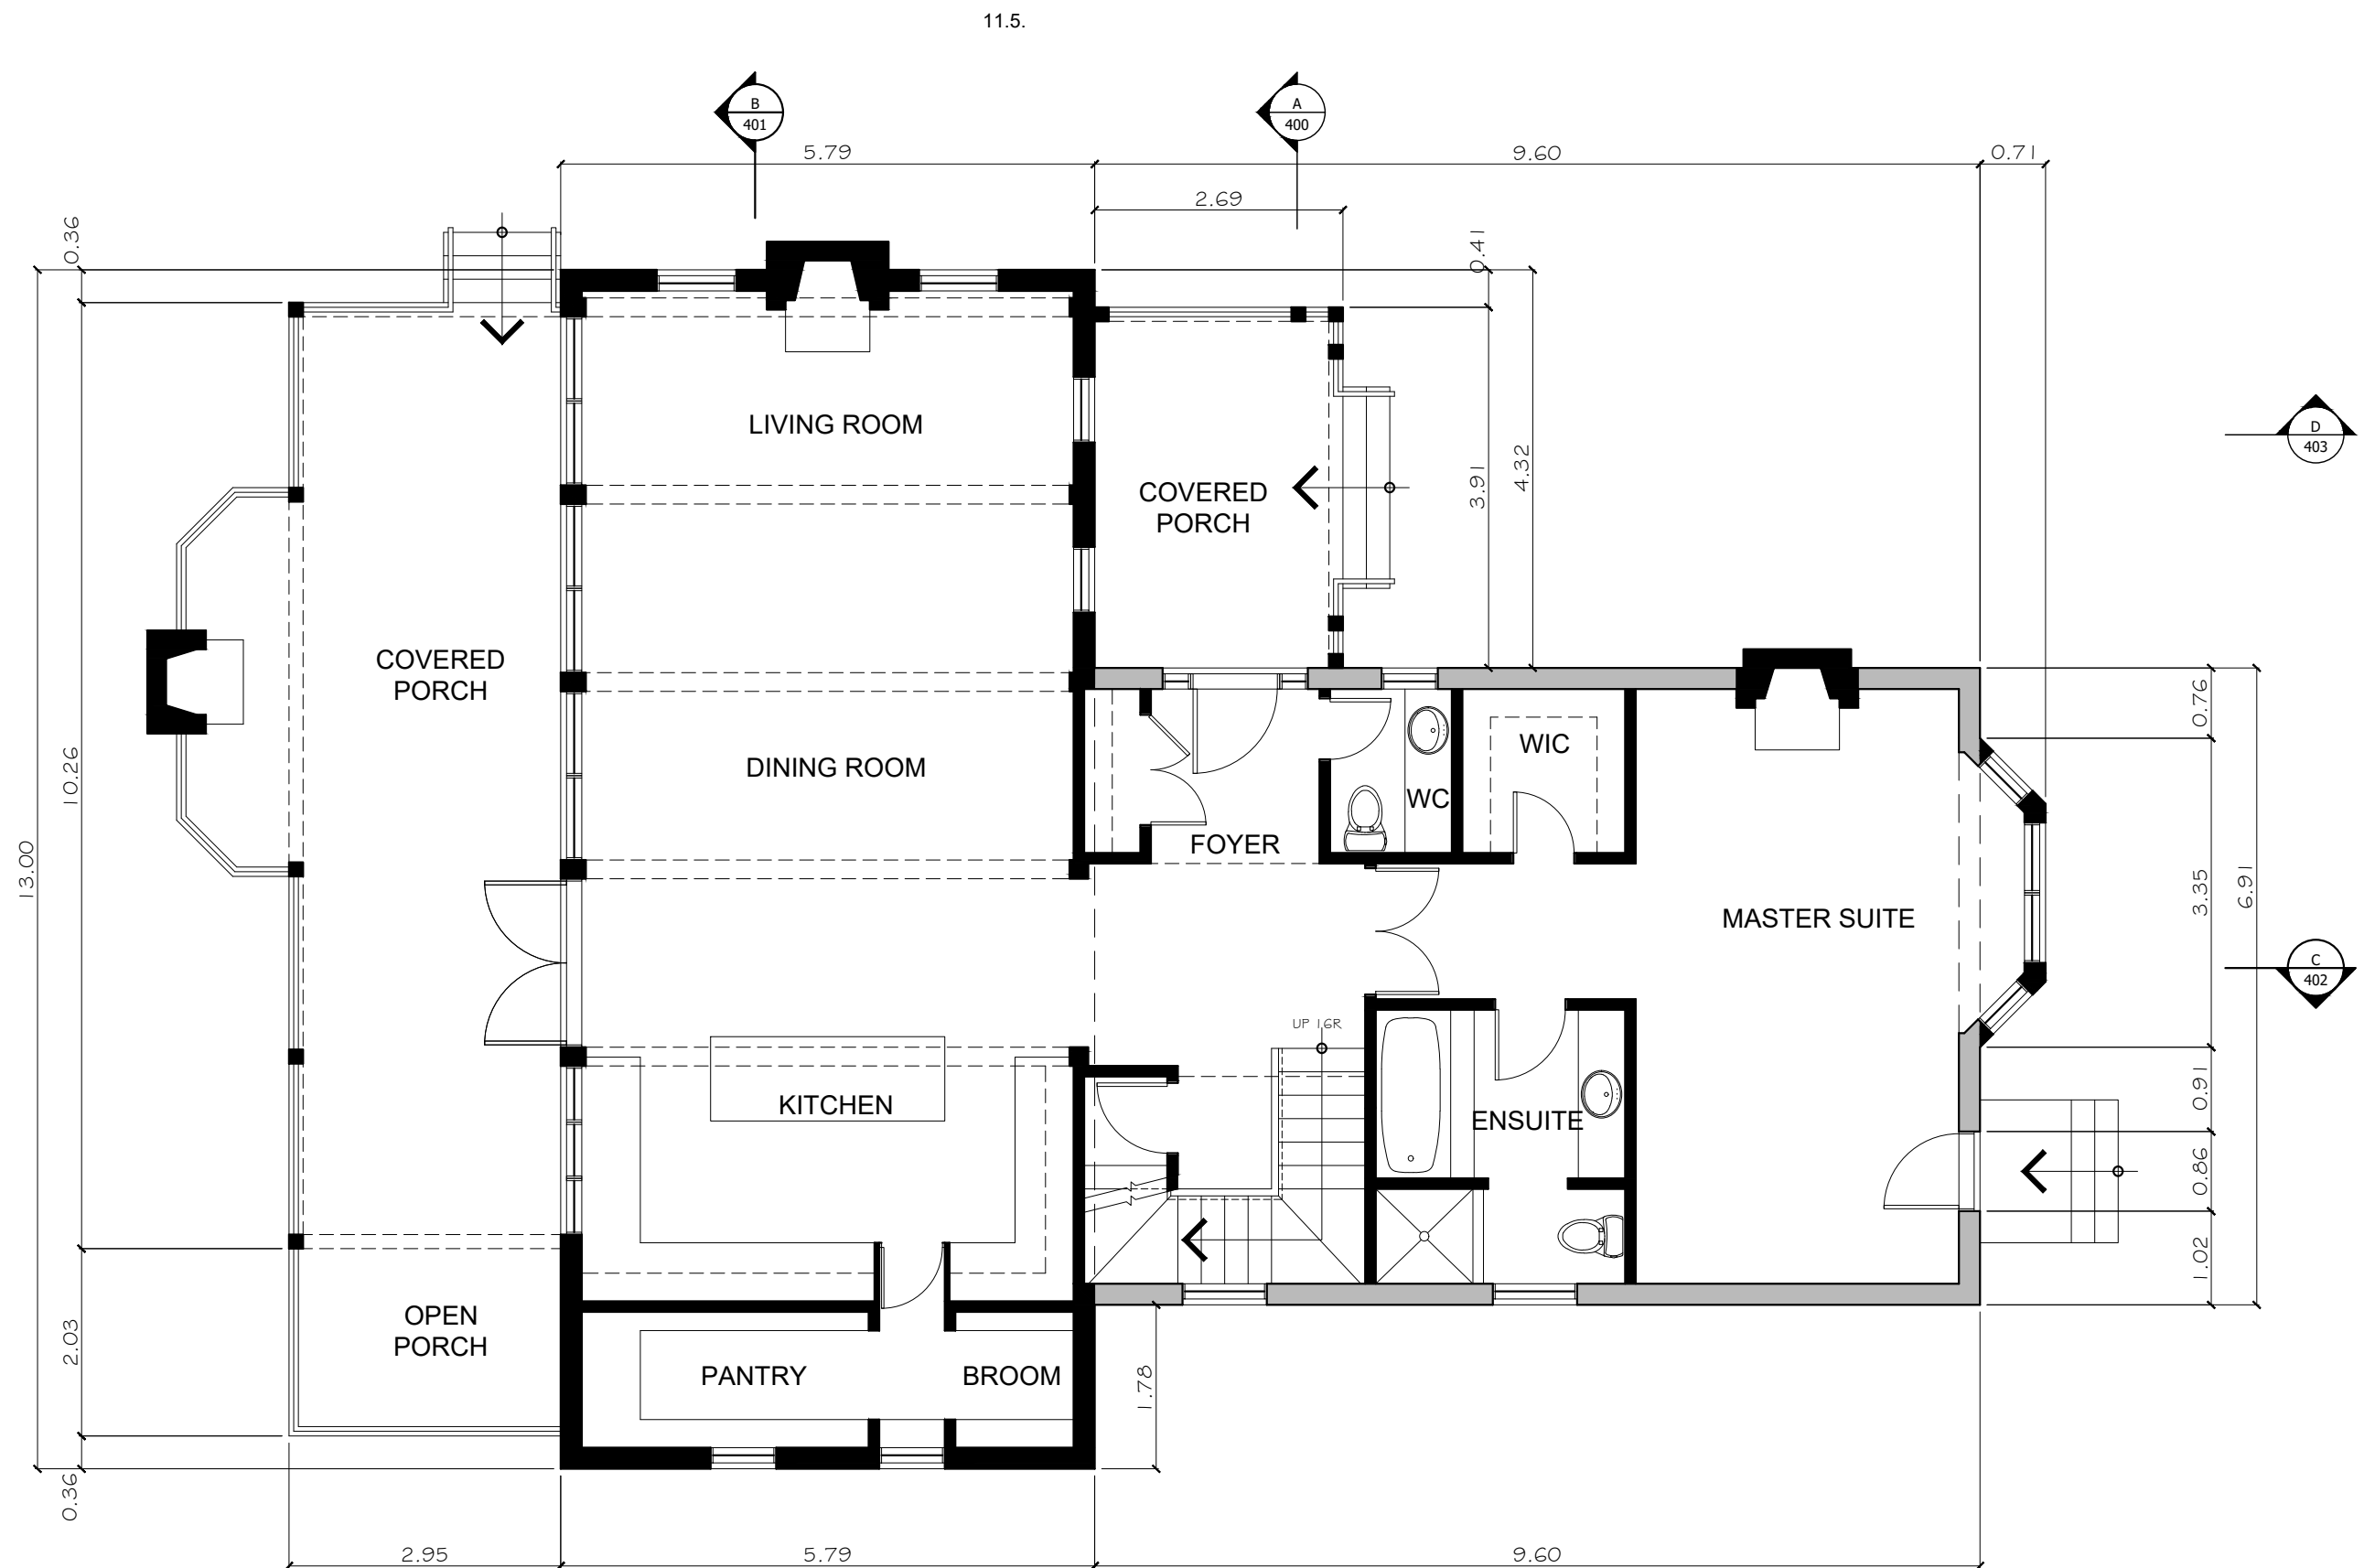 11.5.
B
401
A
400
5.79
9.60
0.71
2.69
0.36
0.41
LIVING ROOM
D
403
4.32
3.91
COVERED
PORCH
COVERED
PORCH
0.76
WIC
DINING ROOM
10.26
WC
FOYER
13.00
3.35
6.91
MASTER SUITE
C
402
UP 16R
0.91
KITCHEN
ENSUITE
0.86
1.02
OPEN
PORCH
2.03
PANTRY
BROOM
1.78
0.36
2.95
5.79
9.60